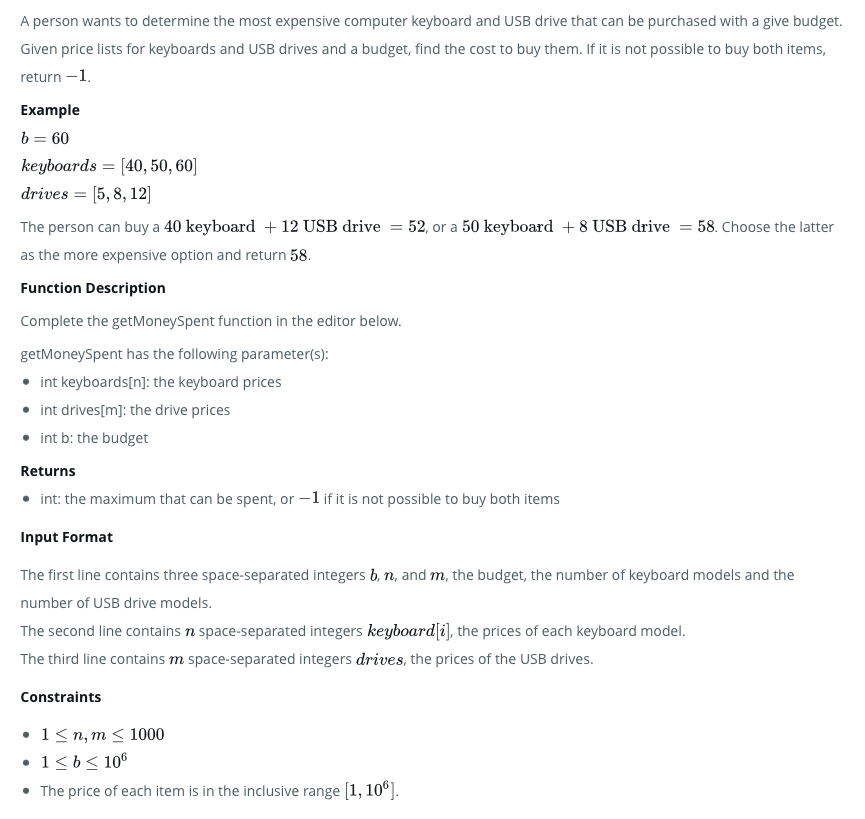 A person wants to determine the most expensive computer keyboard and USB drive that can be purchased with a give budget.
Given price lists for keyboards and USB drives and a budget, find the cost to buy them. If it is not possible to buy both items,
return −1.
Example
b = 60
keyboards = [40, 50, 60]
drives = [5, 8, 12]
The person can buy a 40 keyboard + 12 USB drive = 52, or a 50 keyboard + 8 USB drive = 58. Choose the latter
as the more expensive option and return 58.
Function Description
Complete the getMoneySpent function in the editor below.
getMoneySpent has the following parameter(s):
• int keyboards[n]: the keyboard prices
• int drives[m]: the drive prices
• int b: the budget
Returns
• int: the maximum that can be spent, or −1 if it is not possible to buy both items
Input Format
The first line contains three space-separated integers b, n, and m, the budget, the number of keyboard models and the
number of USB drive models.
The second line contains n space-separated integers keyboard[i], the prices of each keyboard model.
The third line contains m space-separated integers drives, the prices of the USB drives.
Constraints
• 1 ≤ n, m ≤ 1000
• 1 ≤ b ≤ 10⁶
• The price of each item is in the inclusive range [1, 10⁶].